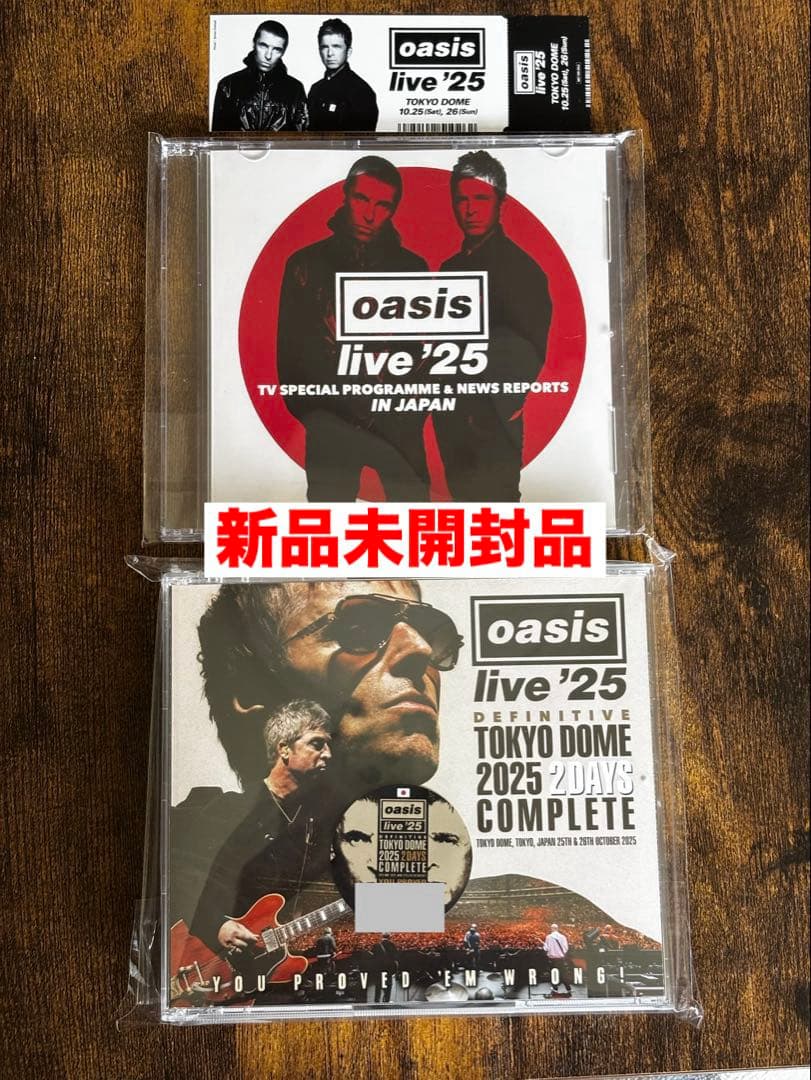 oasis
live '25
TOKYO DOME
10.25(Sat), 26(Sun)
oasis
live '25
TOKYO DOME
10.25(Sat), 26(Sun)
oasis
live '25
TV SPECIAL PROGRAMME & NEWS REPORTS
IN JAPAN
新品未開封品
oasis
live '25
DEFINITIVE
TOKYO DOME
2025 2DAYS
COMPLETE
TOKYO DOME, TOKYO, JAPAN 25TH & 26TH OCTOBER 2025
oasis
live '25
DEFINITIVE
TOKYO DOME
2025 2DAYS
COMPLETE
YOU PROVED 'EM WRONG!